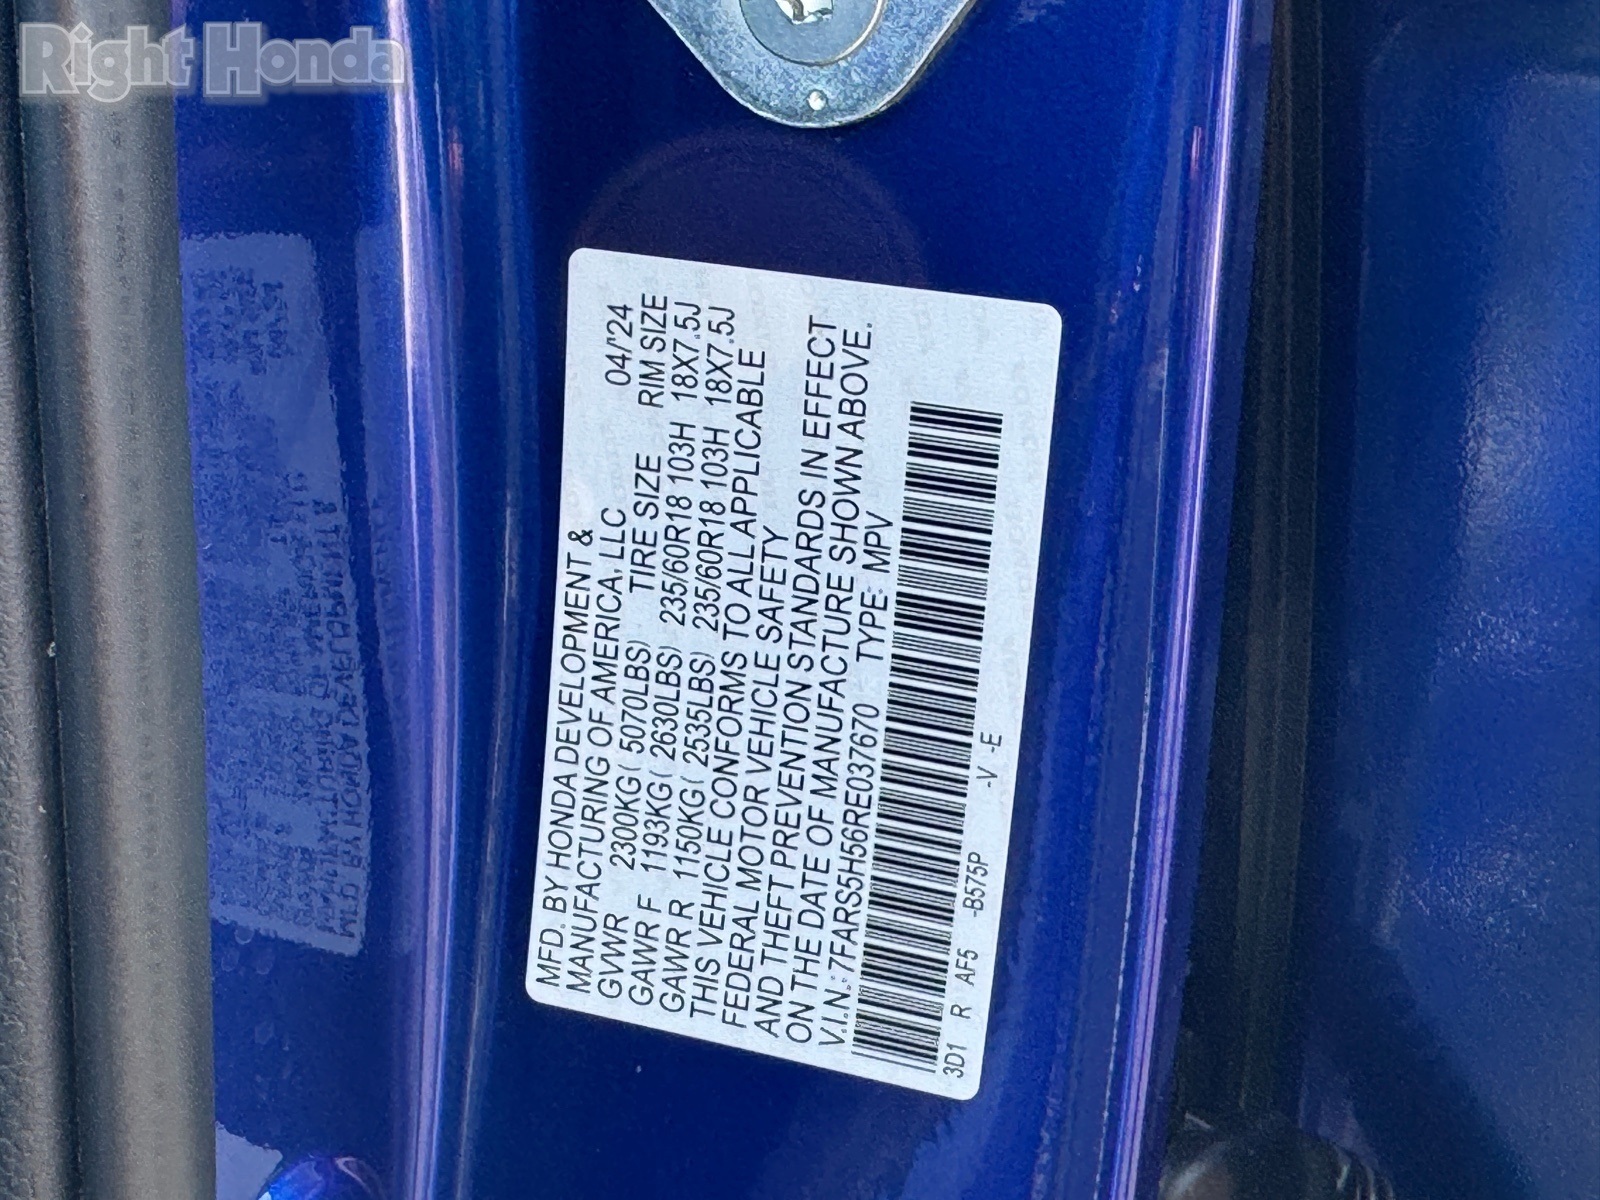 Right Honda
MFD. BY HONDA DEVELOPMENT &
MANUFACTURING OF AMERICA, LLC 04/'24
GVWR 2300KG( 5070LBS) TIRE SIZE RIM SIZE
GAWR F 1193KG( 2630LBS) 235/60R18 103H 18X7.5J
GAWR R 1150KG( 2535LBS) 235/60R18 103H 18X7.5J
THIS VEHICLE CONFORMS TO ALL APPLICABLE
FEDERAL MOTOR VEHICLE SAFETY
AND THEFT PREVENTION STANDARDS IN EFFECT
ON THE DATE OF MANUFACTURE SHOWN ABOVE.
V.I.N.: 7FARS5H56RE037670 TYPE: MPV
3D1 R AF5 -B575P -V -E